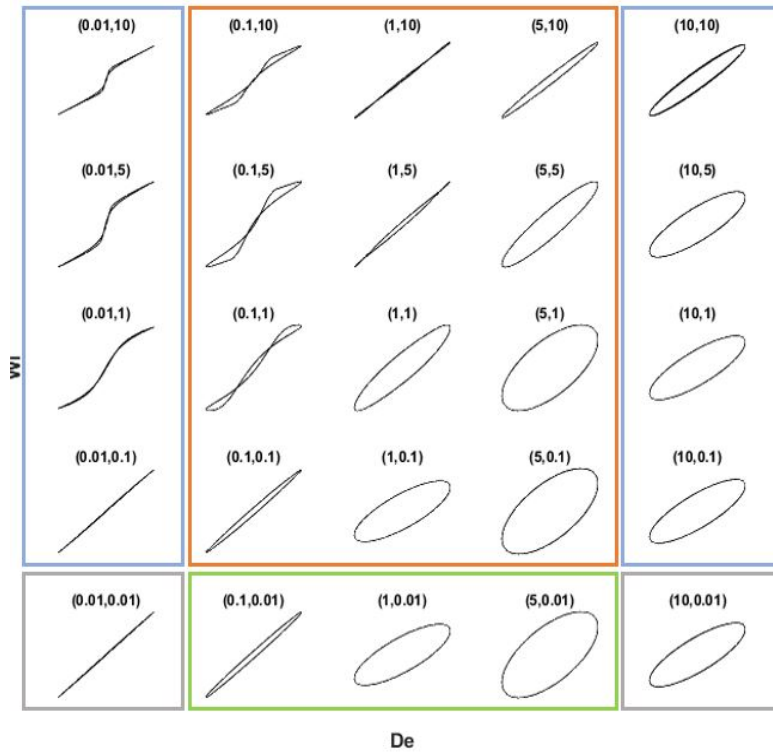 (0.01,10) (0.1,10) (1,10) (5,10) (10,10)
(0.01,5) (0.1,5) (1,5) (5,5) (10,5)
(0.01,1) (0.1,1) (1,1) (5,1) (10,1)
Wi
(0.01,0.1) (0.1,0.1) (1,0.1) (5,0.1) (10,0.1)
(0.01,0.01) (0.1,0.01) (1,0.01) (5,0.01) (10,0.01)
De